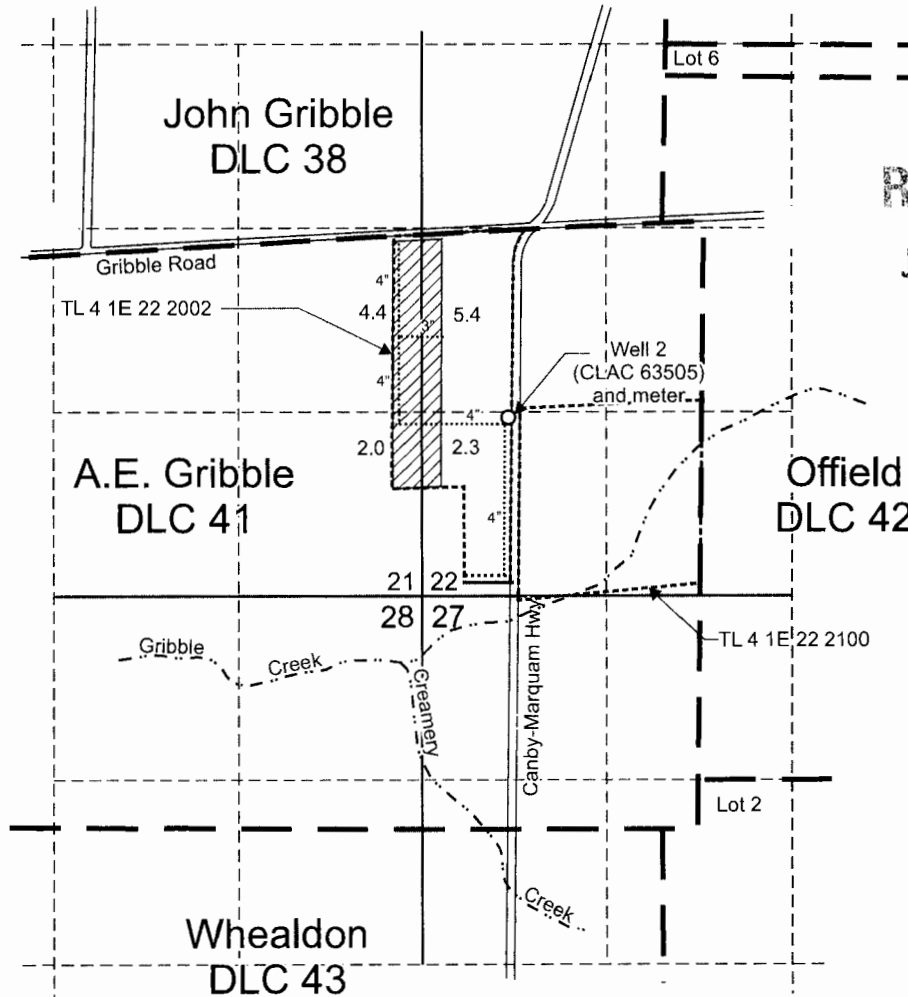 Lot 6
John Gribble
DLC 38
R
J
Gribble Road
4"
TL 4 1E 22 2002
4.4
5.4
3"
Well 2
(CLAC 63505)
and meter
4"
4"
2.0
2.3
A.E. Gribble
DLC 41
Offield
DLC 42
4"
21
22
28
27
TL 4 1E 22 2100
Gribble
Creek
Creamery
Canby-Marquam Hwy
Lot 2
Creek
Whealdon
DLC 43